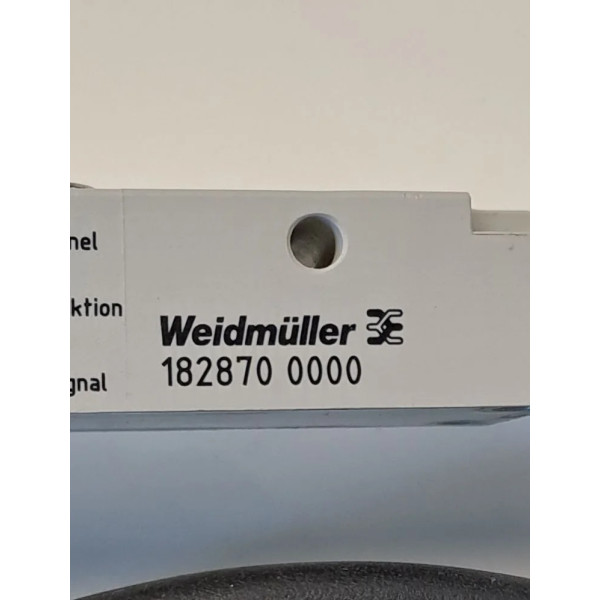 nel
ktion
gnal
Weidmüller
182870 0000